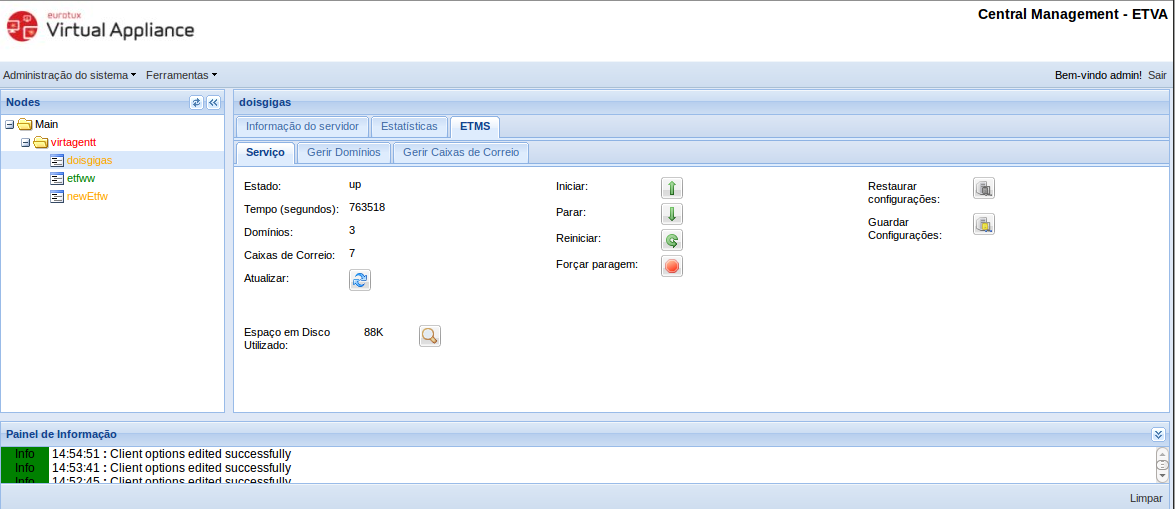 eurotux
Virtual Appliance
Central Management - ETVA
Administração do sistema Ferramentas
Bem-vindo admin! Sair
Nodes
Main
virtagentt
doisgigas
etfww
newEtfw
doisgigas
Informação do servidor Estatísticas ETMS
Serviço Gerir Domínios Gerir Caixas de Correio
Estado: up
Tempo (segundos): 763518
Domínios: 3
Caixas de Correio: 7
Atualizar:
Espaço em Disco
Utilizado: 88K
Iniciar:
Parar:
Reiniciar:
Forçar paragem:
Restaurar
configurações:
Guardar
Configurações:
Painel de Informação
Info 14:54:51 : Client options edited successfully
Info 14:53:41 : Client options edited successfully
Info 14:52:45 : Client options edited successfully
Limpar